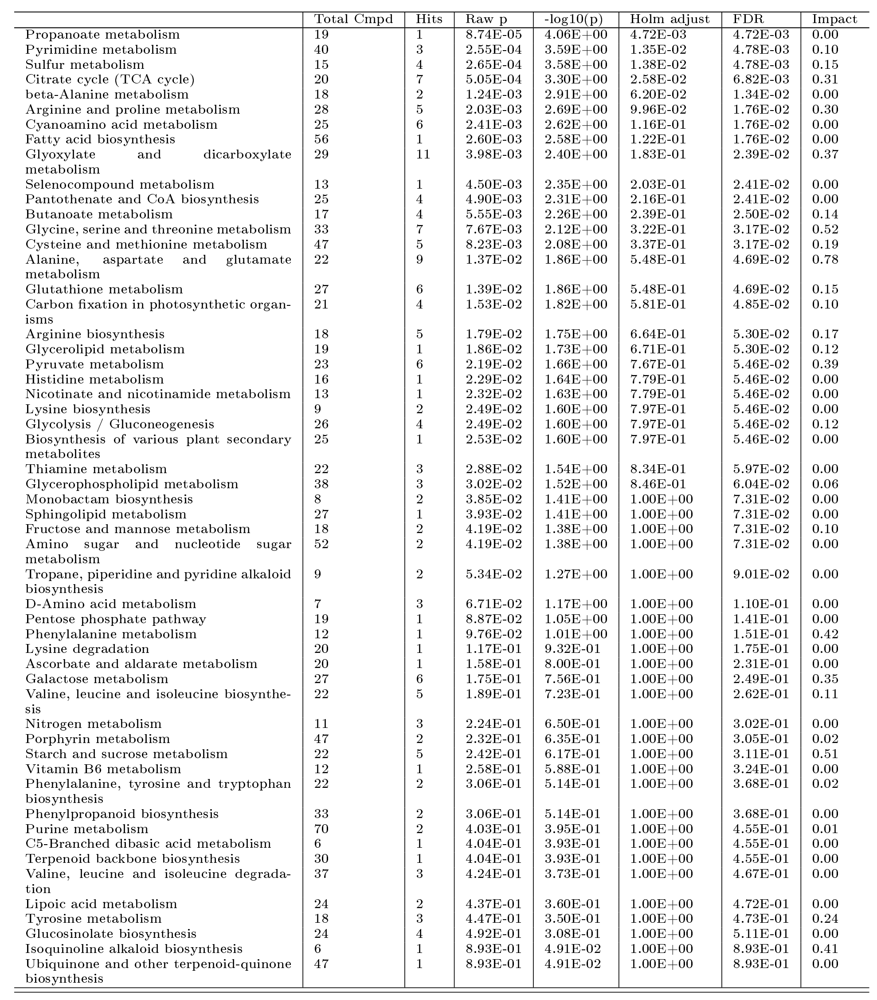 Total Cmpd Hits Raw p -log10(p) Holm adjust FDR Impact
Propanoate metabolism 19 1 8.74E-05 4.06E+00 4.72E-03 4.72E-03 0.00
Pyrimidine metabolism 40 3 2.55E-04 3.59E+00 1.35E-02 4.78E-03 0.10
Sulfur metabolism 15 4 2.65E-04 3.58E+00 1.38E-02 4.78E-03 0.15
Citrate cycle (TCA cycle) 20 7 5.05E-04 3.30E+00 2.58E-02 6.82E-03 0.31
beta-Alanine metabolism 18 2 1.24E-03 2.91E+00 6.20E-02 1.34E-02 0.00
Arginine and proline metabolism 28 5 2.03E-03 2.69E+00 9.96E-02 1.76E-02 0.30
Cyanoamino acid metabolism 25 6 2.41E-03 2.62E+00 1.16E-01 1.76E-02 0.00
Fatty acid biosynthesis 56 1 2.60E-03 2.58E+00 1.22E-01 1.76E-02 0.00
Glyoxylate and dicarboxylate 29 11 3.98E-03 2.40E+00 1.83E-01 2.39E-02 0.37
metabolism
Selenocompound metabolism 13 1 4.50E-03 2.35E+00 2.03E-01 2.41E-02 0.00
Pantothenate and CoA biosynthesis 25 4 4.90E-03 2.31E+00 2.16E-01 2.41E-02 0.00
Butanoate metabolism 17 4 5.55E-03 2.26E+00 2.39E-01 2.50E-02 0.14
Glycine, serine and threonine metabolism 33 7 7.67E-03 2.12E+00 3.22E-01 3.17E-02 0.52
Cysteine and methionine metabolism 47 5 8.23E-03 2.08E+00 3.37E-01 3.17E-02 0.19
Alanine, aspartate and glutamate 22 9 1.37E-02 1.86E+00 5.48E-01 4.69E-02 0.78
metabolism
Glutathione metabolism 27 6 1.39E-02 1.86E+00 5.48E-01 4.69E-02 0.15
Carbon fixation in photosynthetic organ- 21 4 1.53E-02 1.82E+00 5.81E-01 4.85E-02 0.10
isms
Arginine biosynthesis 18 5 1.79E-02 1.75E+00 6.64E-01 5.30E-02 0.17
Glycerolipid metabolism 19 1 1.86E-02 1.73E+00 6.71E-01 5.30E-02 0.12
Pyruvate metabolism 23 6 2.19E-02 1.66E+00 7.67E-01 5.46E-02 0.39
Histidine metabolism 16 1 2.29E-02 1.64E+00 7.79E-01 5.46E-02 0.00
Nicotinate and nicotinamide metabolism 13 1 2.32E-02 1.63E+00 7.79E-01 5.46E-02 0.00
Lysine biosynthesis 9 2 2.49E-02 1.60E+00 7.97E-01 5.46E-02 0.00
Glycolysis / Gluconeogenesis 26 4 2.49E-02 1.60E+00 7.97E-01 5.46E-02 0.12
Biosynthesis of various plant secondary 25 1 2.53E-02 1.60E+00 7.97E-01 5.46E-02 0.00
metabolites
Thiamine metabolism 22 3 2.88E-02 1.54E+00 8.34E-01 5.97E-02 0.00
Glycerophospholipid metabolism 38 3 3.02E-02 1.52E+00 8.46E-01 6.04E-02 0.06
Monobactam biosynthesis 8 2 3.85E-02 1.41E+00 1.00E+00 7.31E-02 0.00
Sphingolipid metabolism 27 1 3.93E-02 1.41E+00 1.00E+00 7.31E-02 0.00
Fructose and mannose metabolism 18 2 4.19E-02 1.38E+00 1.00E+00 7.31E-02 0.10
Amino sugar and nucleotide sugar 52 2 4.19E-02 1.38E+00 1.00E+00 7.31E-02 0.00
metabolism
Tropane, piperidine and pyridine alkaloid 9 2 5.34E-02 1.27E+00 1.00E+00 9.01E-02 0.00
biosynthesis
D-Amino acid metabolism 7 3 6.71E-02 1.17E+00 1.00E+00 1.10E-01 0.00
Pentose phosphate pathway 19 1 8.87E-02 1.05E+00 1.00E+00 1.41E-01 0.00
Phenylalanine metabolism 12 1 9.76E-02 1.01E+00 1.00E+00 1.51E-01 0.42
Lysine degradation 20 1 1.17E-01 9.32E-01 1.00E+00 1.75E-01 0.00
Ascorbate and aldarate metabolism 20 1 1.58E-01 8.00E-01 1.00E+00 2.31E-01 0.00
Galactose metabolism 27 6 1.75E-01 7.56E-01 1.00E+00 2.49E-01 0.35
Valine, leucine and isoleucine biosynthe- 22 5 1.89E-01 7.23E-01 1.00E+00 2.62E-01 0.11
sis
Nitrogen metabolism 11 3 2.24E-01 6.50E-01 1.00E+00 3.02E-01 0.00
Porphyrin metabolism 47 2 2.32E-01 6.35E-01 1.00E+00 3.05E-01 0.02
Starch and sucrose metabolism 22 5 2.42E-01 6.17E-01 1.00E+00 3.11E-01 0.51
Vitamin B6 metabolism 12 1 2.58E-01 5.88E-01 1.00E+00 3.24E-01 0.00
Phenylalanine, tyrosine and tryptophan 22 2 3.06E-01 5.14E-01 1.00E+00 3.68E-01 0.02
biosynthesis
Phenylpropanoid biosynthesis 33 2 3.06E-01 5.14E-01 1.00E+00 3.68E-01 0.00
Purine metabolism 70 2 4.03E-01 3.95E-01 1.00E+00 4.55E-01 0.01
C5-Branched dibasic acid metabolism 6 1 4.04E-01 3.93E-01 1.00E+00 4.55E-01 0.00
Terpenoid backbone biosynthesis 30 1 4.04E-01 3.93E-01 1.00E+00 4.55E-01 0.00
Valine, leucine and isoleucine degrada- 37 3 4.24E-01 3.73E-01 1.00E+00 4.67E-01 0.00
tion
Lipoic acid metabolism 24 2 4.37E-01 3.60E-01 1.00E+00 4.72E-01 0.00
Tyrosine metabolism 18 3 4.47E-01 3.50E-01 1.00E+00 4.73E-01 0.24
Glucosinolate biosynthesis 24 4 4.92E-01 3.08E-01 1.00E+00 5.11E-01 0.00
Isoquinoline alkaloid biosynthesis 6 1 8.93E-01 4.91E-02 1.00E+00 8.93E-01 0.41
Ubiquinone and other terpenoid-quinone 47 1 8.93E-01 4.91E-02 1.00E+00 8.93E-01 0.00
biosynthesis